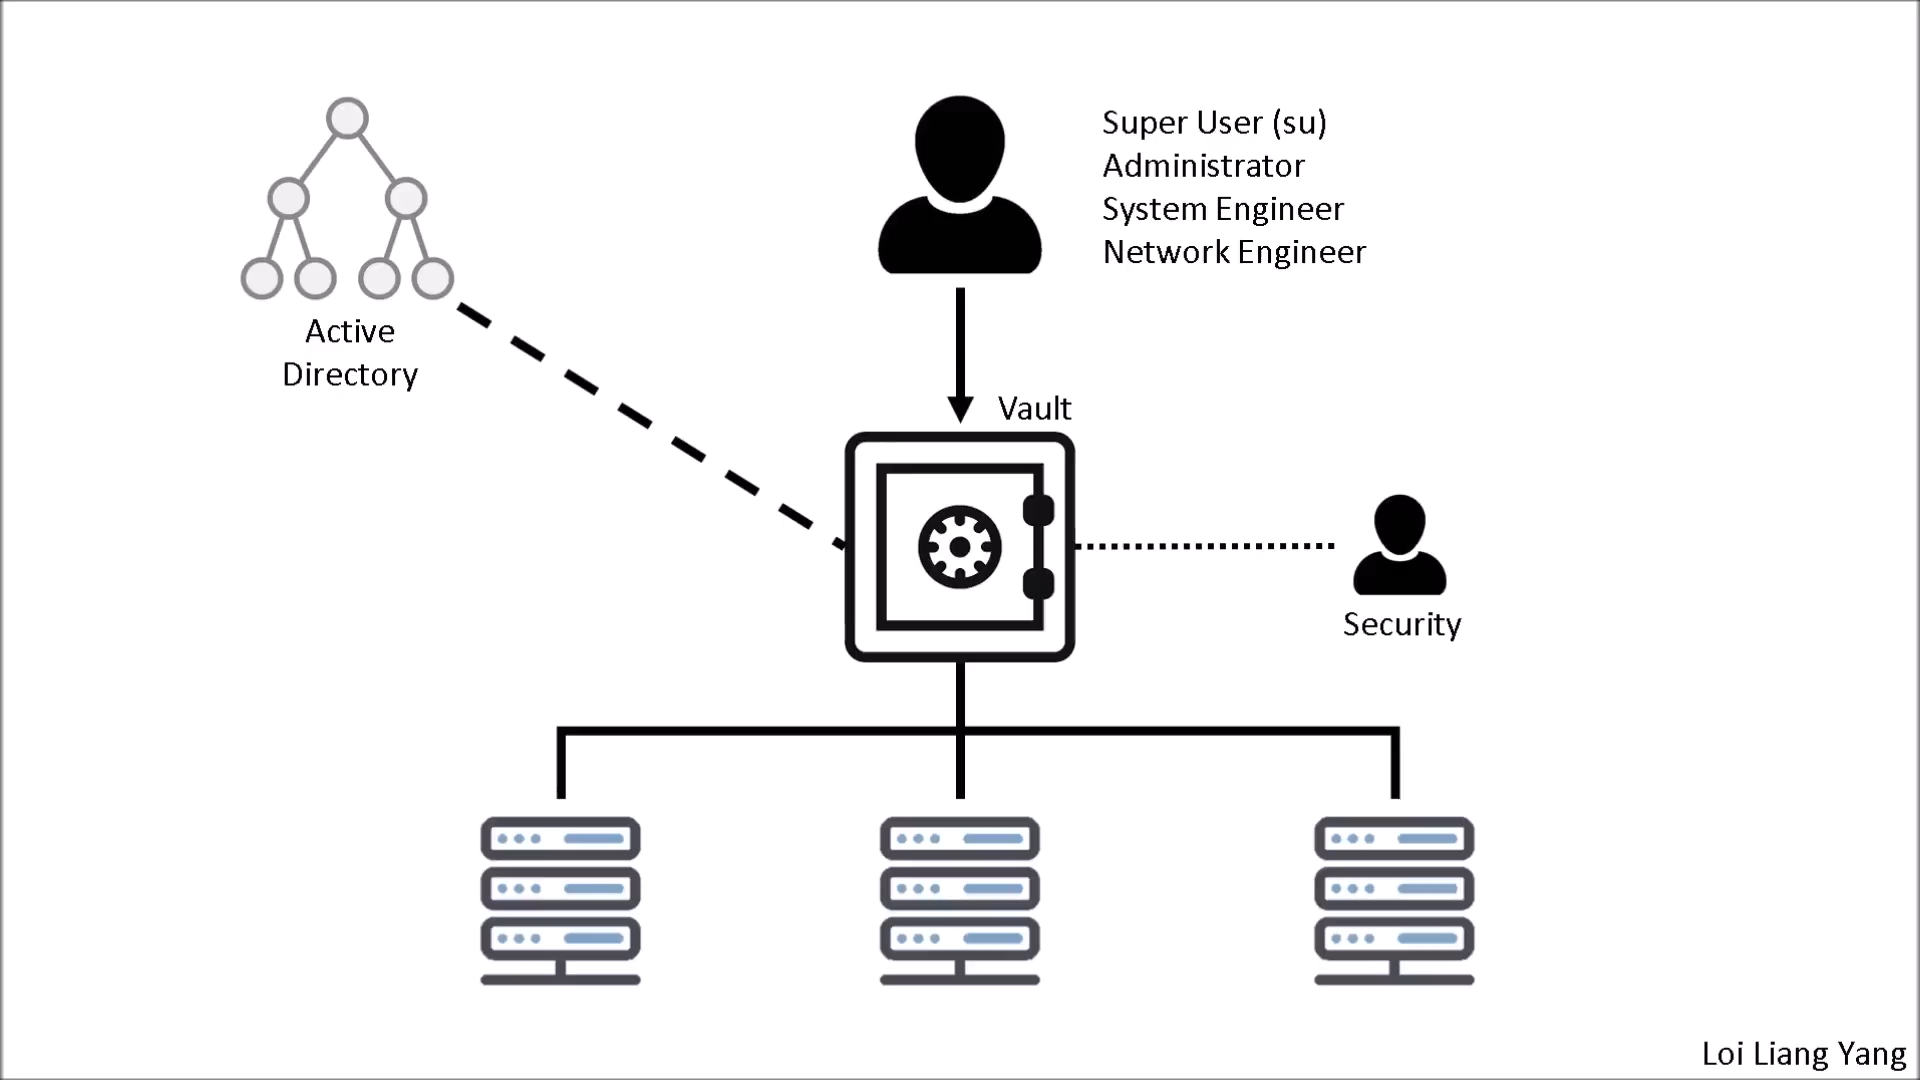 Super User (su)
Administrator
System Engineer
Network Engineer
Active
Directory
Vault
Security
Loi Liang Yang